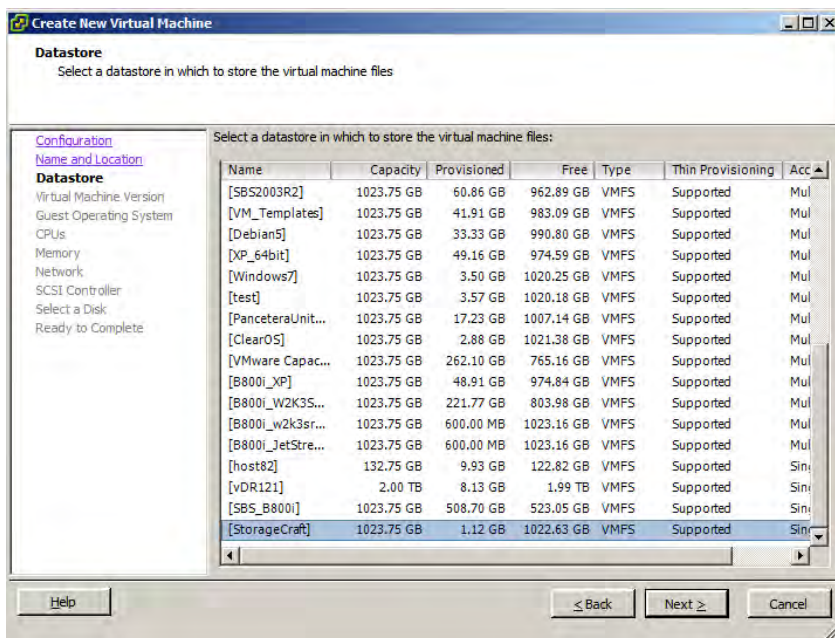 Create New Virtual Machine
Datastore
Select a datastore in which to store the virtual machine files
Configuration
Name and Location
Datastore
Virtual Machine Version
Guest Operating System
CPUs
Memory
Network
SCSI Controller
Select a Disk
Ready to Complete
Select a datastore in which to store the virtual machine files:
Name Capacity Provisioned Free Type Thin Provisioning Acc
[SBS2003R2] 1023.75 GB 60.86 GB 962.89 GB VMFS Supported Mul
[VM_Templates] 1023.75 GB 41.91 GB 983.09 GB VMFS Supported Mul
[Debian5] 1023.75 GB 33.33 GB 990.80 GB VMFS Supported Mul
[XP_64bit] 1023.75 GB 49.16 GB 974.59 GB VMFS Supported Mul
[Windows7] 1023.75 GB 3.50 GB 1020.25 GB VMFS Supported Mul
[test] 1023.75 GB 3.57 GB 1020.18 GB VMFS Supported Mul
[PanceteraUnit... 1023.75 GB 17.23 GB 1007.14 GB VMFS Supported Mul
[ClearOS] 1023.75 GB 2.88 GB 1021.38 GB VMFS Supported Mul
[VMware Capac... 1023.75 GB 262.10 GB 765.16 GB VMFS Supported Mul
[B800i_XP] 1023.75 GB 48.91 GB 974.84 GB VMFS Supported Mul
[B800i_W2K3S... 1023.75 GB 221.77 GB 803.98 GB VMFS Supported Mul
[B800i_w2k3sr... 1023.75 GB 600.00 MB 1023.16 GB VMFS Supported Mul
[B800i_JetStre... 1023.75 GB 600.00 MB 1023.16 GB VMFS Supported Mul
[host82] 132.75 GB 9.93 GB 122.82 GB VMFS Supported Sin
[vDR121] 2.00 TB 8.13 GB 1.99 TB VMFS Supported Sin
[SBS_B800i] 1023.75 GB 508.70 GB 523.05 GB VMFS Supported Sin
[StorageCraft] 1023.75 GB 1.12 GB 1022.63 GB VMFS Supported Sin
Help < Back Next > Cancel